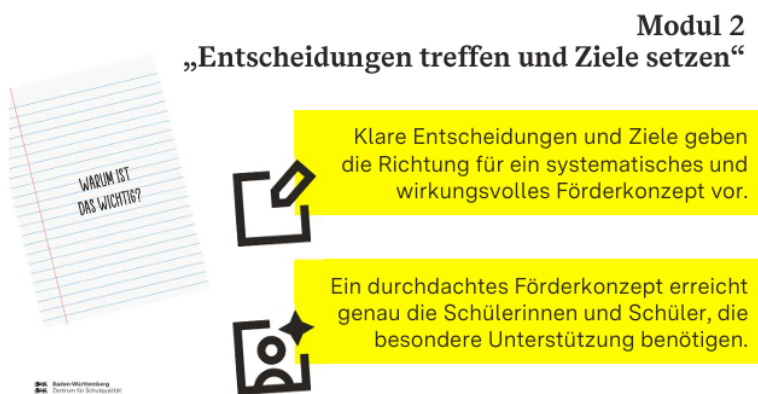 Modul 2
„Entscheidungen treffen und Ziele setzen“
WARUM IST
DAS WICHTIG?
Klare Entscheidungen und Ziele geben
die Richtung für ein systematisches und
wirkungsvolles Förderkonzept vor.
Ein durchdachtes Förderkonzept erreicht
genau die Schülerinnen und Schüler, die
besondere Unterstützung benötigen.
Baden-Württemberg
Zentrum für Schulqualität